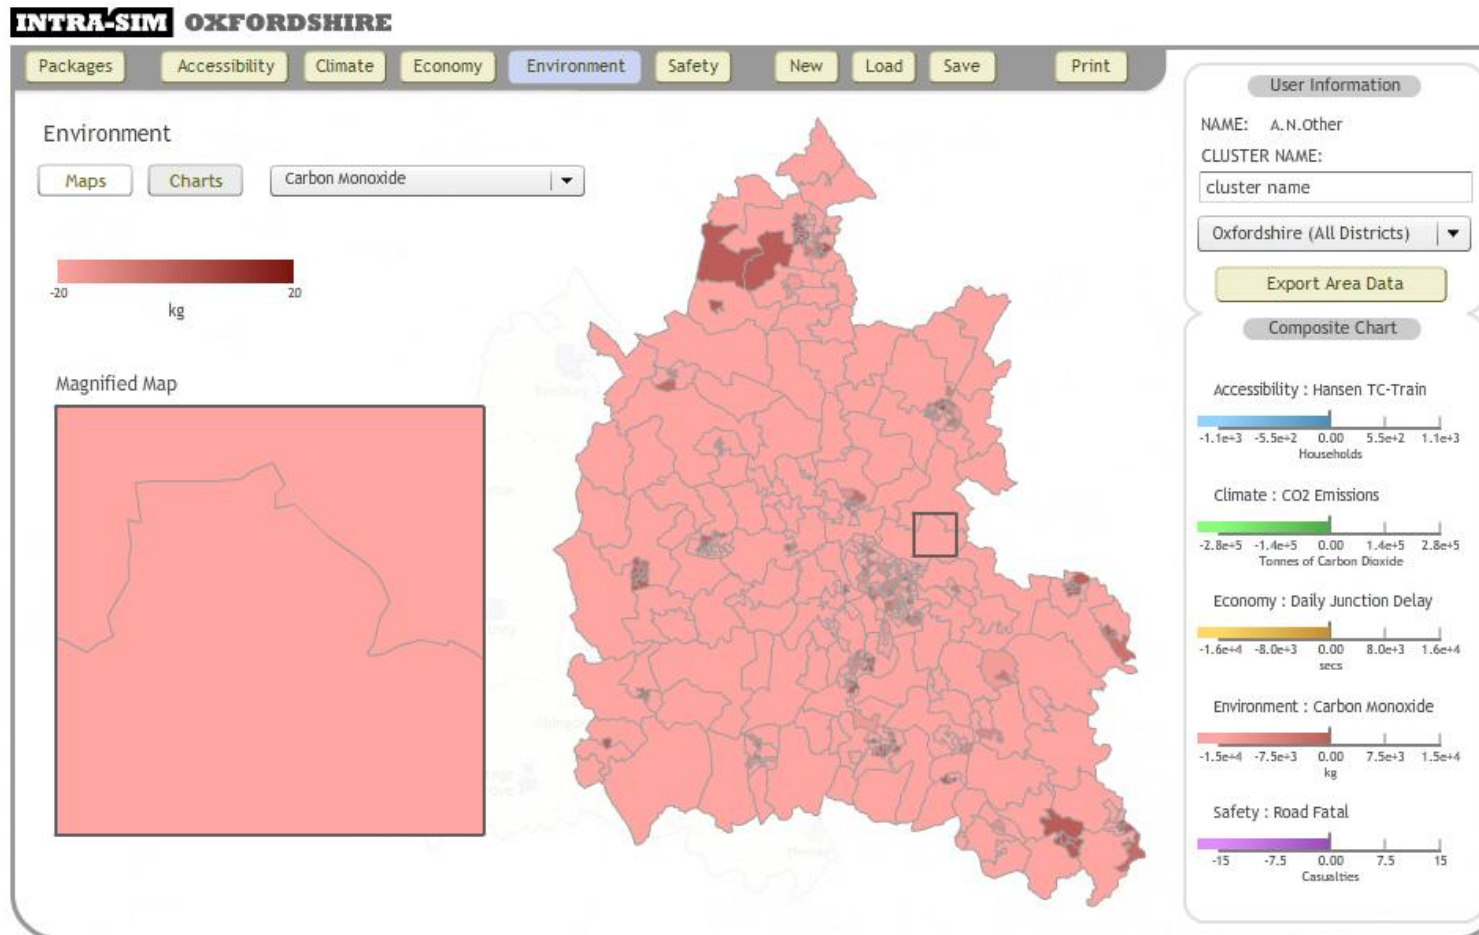 INTRA-SIM OXFORDSHIRE
Packages Accessibility Climate Economy Environment Safety New Load Save Print
Environment
Maps Charts Carbon Monoxide
-20 20
kg
Magnified Map
User Information
NAME: A.N.Other
CLUSTER NAME:
cluster name
Oxfordshire (All Districts)
Export Area Data
Composite Chart
Accessibility : Hansen TC-Train
-1.1e+3 -5.5e+2 0.00 5.5e+2 1.1e+3
Households
Climate : CO2 Emissions
-2.8e+5 -1.4e+5 0.00 1.4e+5 2.8e+5
Tonnes of Carbon Dioxide
Economy : Daily Junction Delay
-1.6e+4 -8.0e+3 0.00 8.0e+3 1.6e+4
secs
Environment : Carbon Monoxide
-1.5e+4 -7.5e+3 0.00 7.5e+3 1.5e+4
kg
Safety : Road Fatal
-15 -7.5 0.00 7.5 15
Casualties